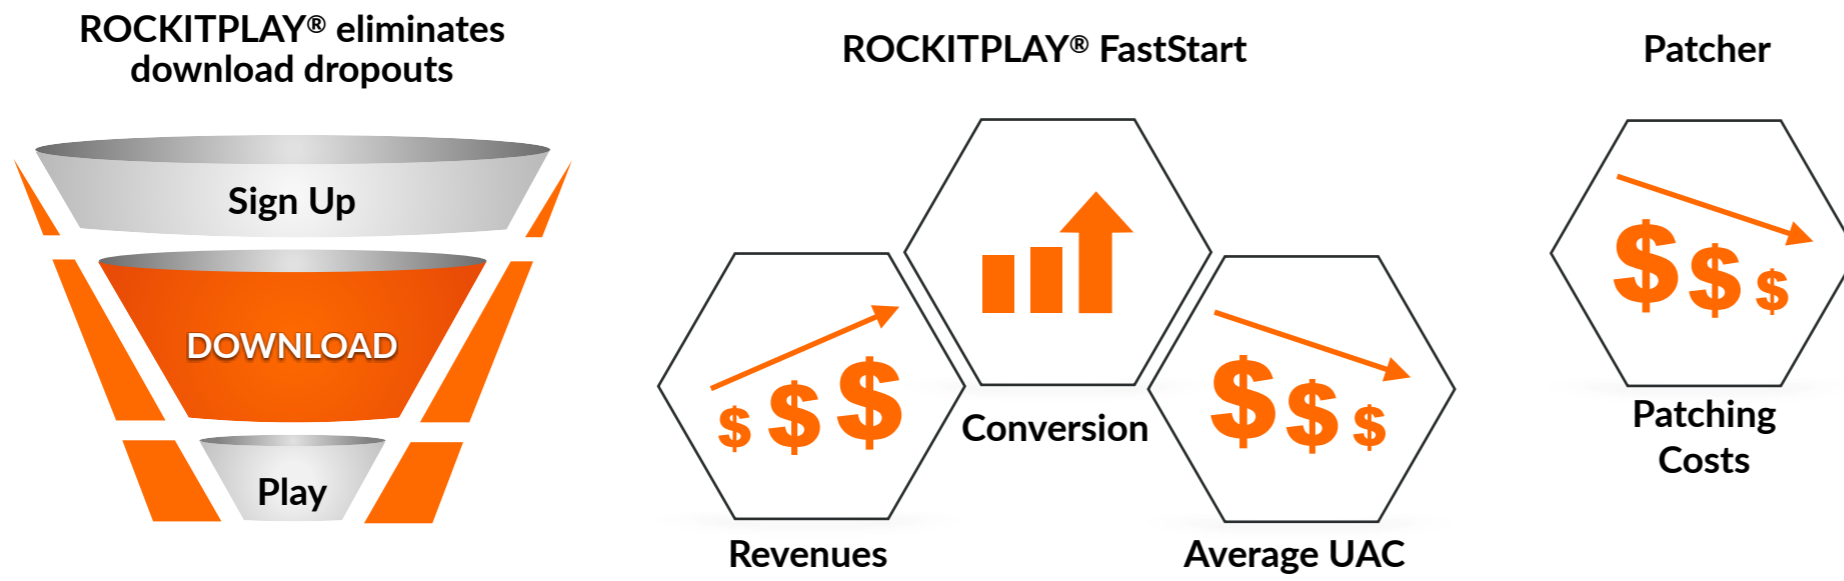 ROCKITPLAY® eliminates
download dropouts
Sign Up
DOWNLOAD
Play
ROCKITPLAY® FastStart
$ $ $
Revenues
Conversion
$ $ $
Average UAC
Patcher
$ $ $
Patching
Costs